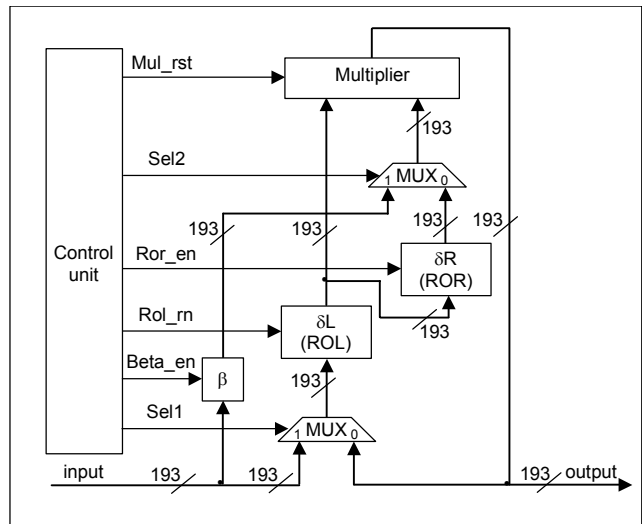 Mul_rst
Multiplier
193
Sel2
1 MUX 0
193 193 193 193
Control
unit
Ror_en
δR
(ROR)
193
Rol_rn
δL
(ROL)
Beta_en
β
193
Sel1
1 MUX 0
input 193 193 193 output